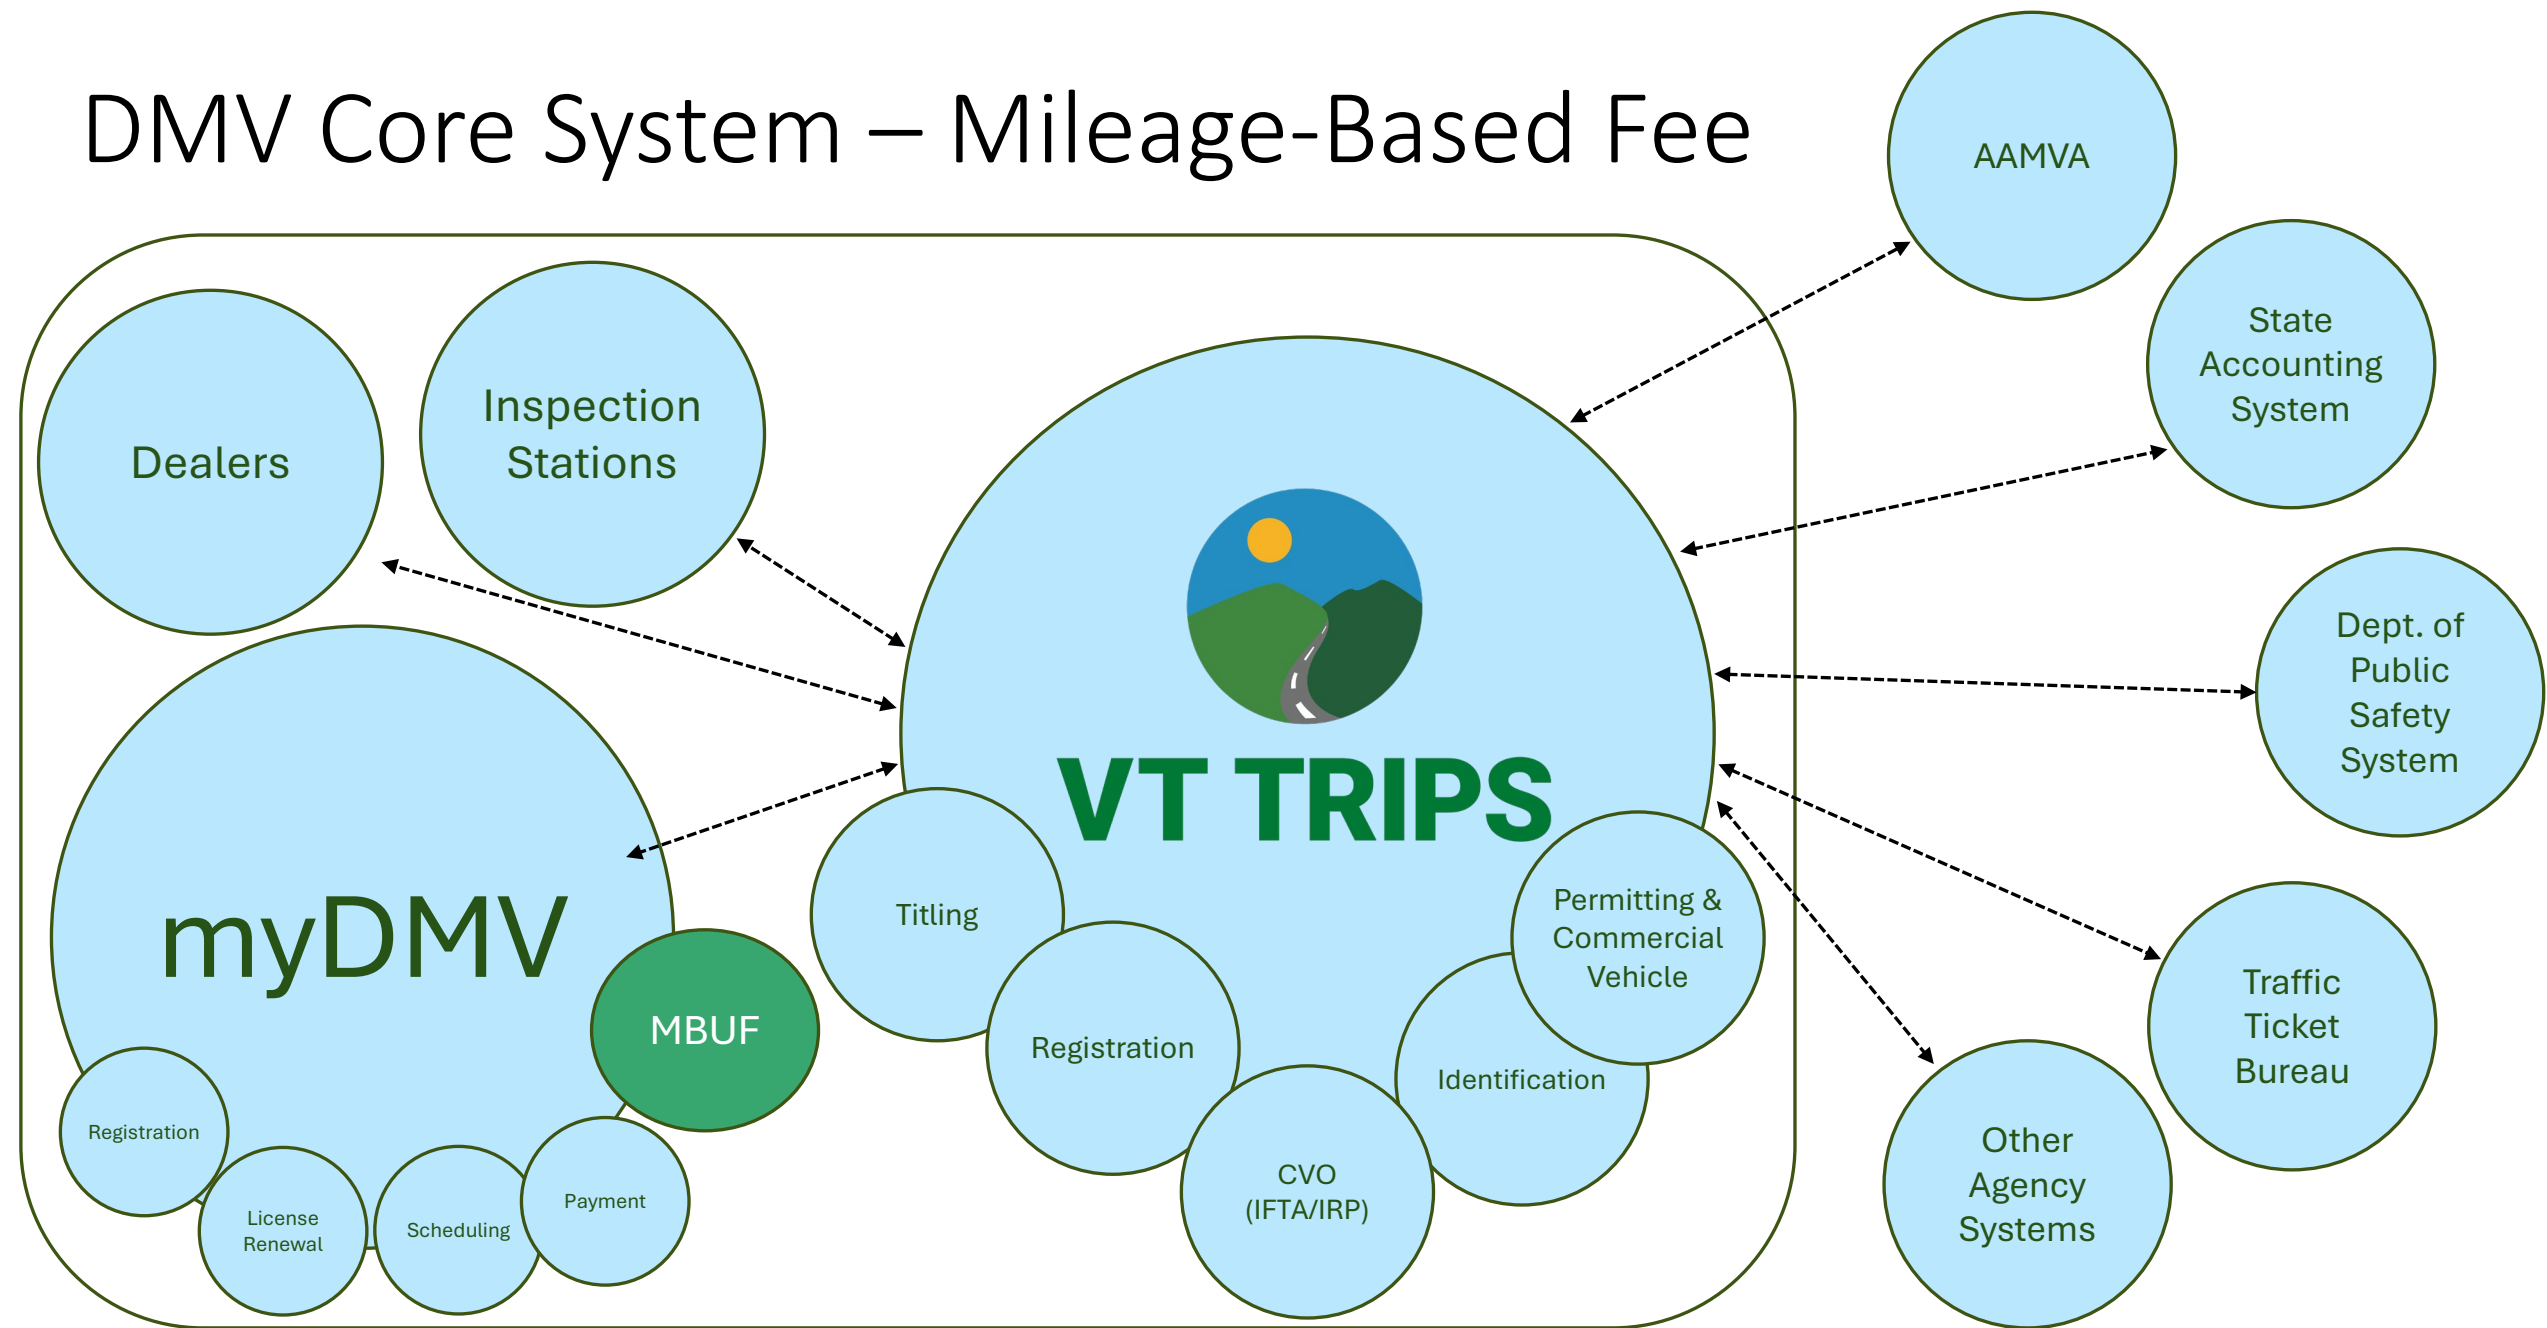 DMV Core System – Mileage-Based Fee
AAMVA
State
Accounting
System
Dealers
Inspection
Stations
Dept. of
Public
Safety
System
VT TRIPS
myDMV
MBUF
Titling
Registration
CVO
(IFTA/IRP)
Identification
Permitting &
Commercial
Vehicle
Registration
License
Renewal
Scheduling
Payment
Traffic
Ticket
Bureau
Other
Agency
Systems